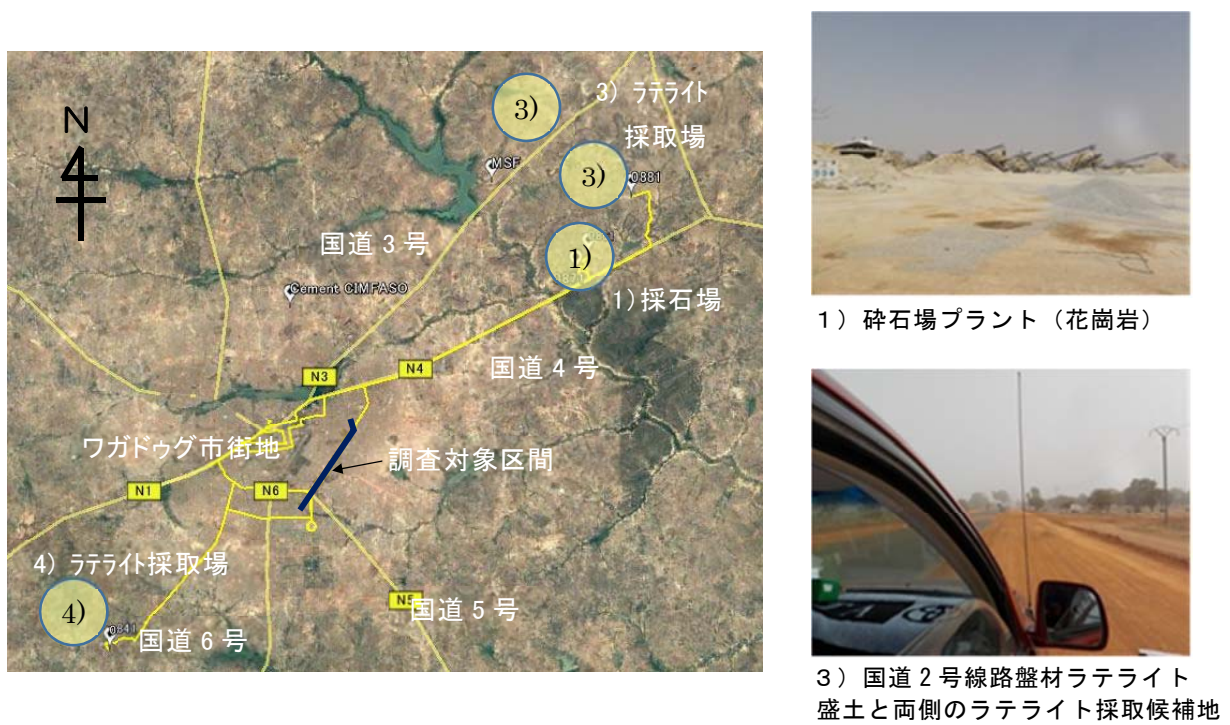 N
3)
3) ラテライト
採取場
MSF
3)
0881
国道3号
1)
1)採石場
Cement CIMFASO
N3
N4
国道4号
ワガドゥグ市街地
調査対象区間
N1
N6
4) ラテライト採取場
4)
0841
国道6号
N5
国道5号
1) 砕石場プラント(花崗岩)
3) 国道2号線路盤材ラテライト
盛土と両側のラテライト採取候補地